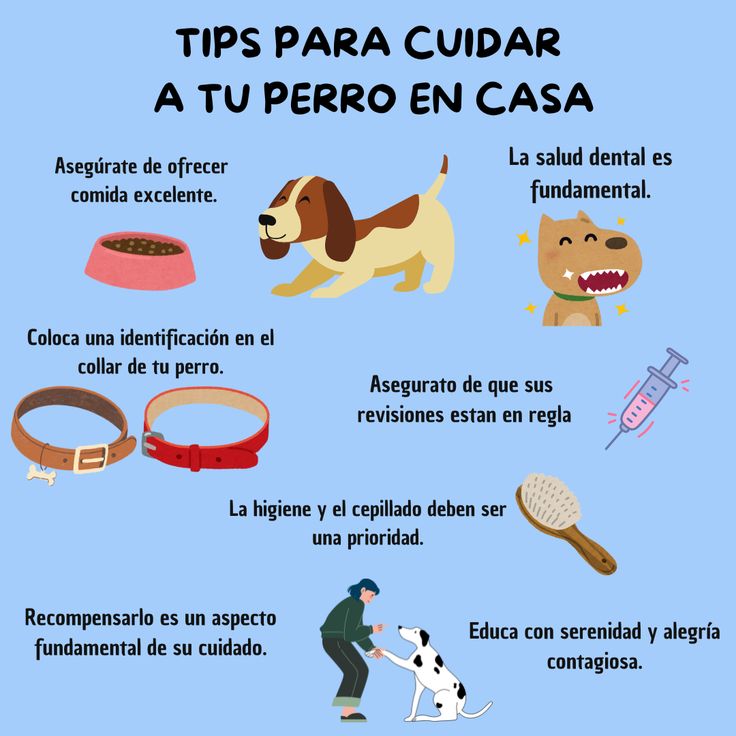 TIPS PARA CUIDAR
A TU PERRO EN CASA
Asegúrate de ofrecer
comida excelente.
La salud dental es
fundamental.
Coloca una identificación en el
collar de tu perro.
Asegurato de que sus
revisiones estan en regla
La higiene y el cepillado deben ser
una prioridad.
Recompensarlo es un aspecto
fundamental de su cuidado.
Educa con serenidad y alegría
contagiosa.